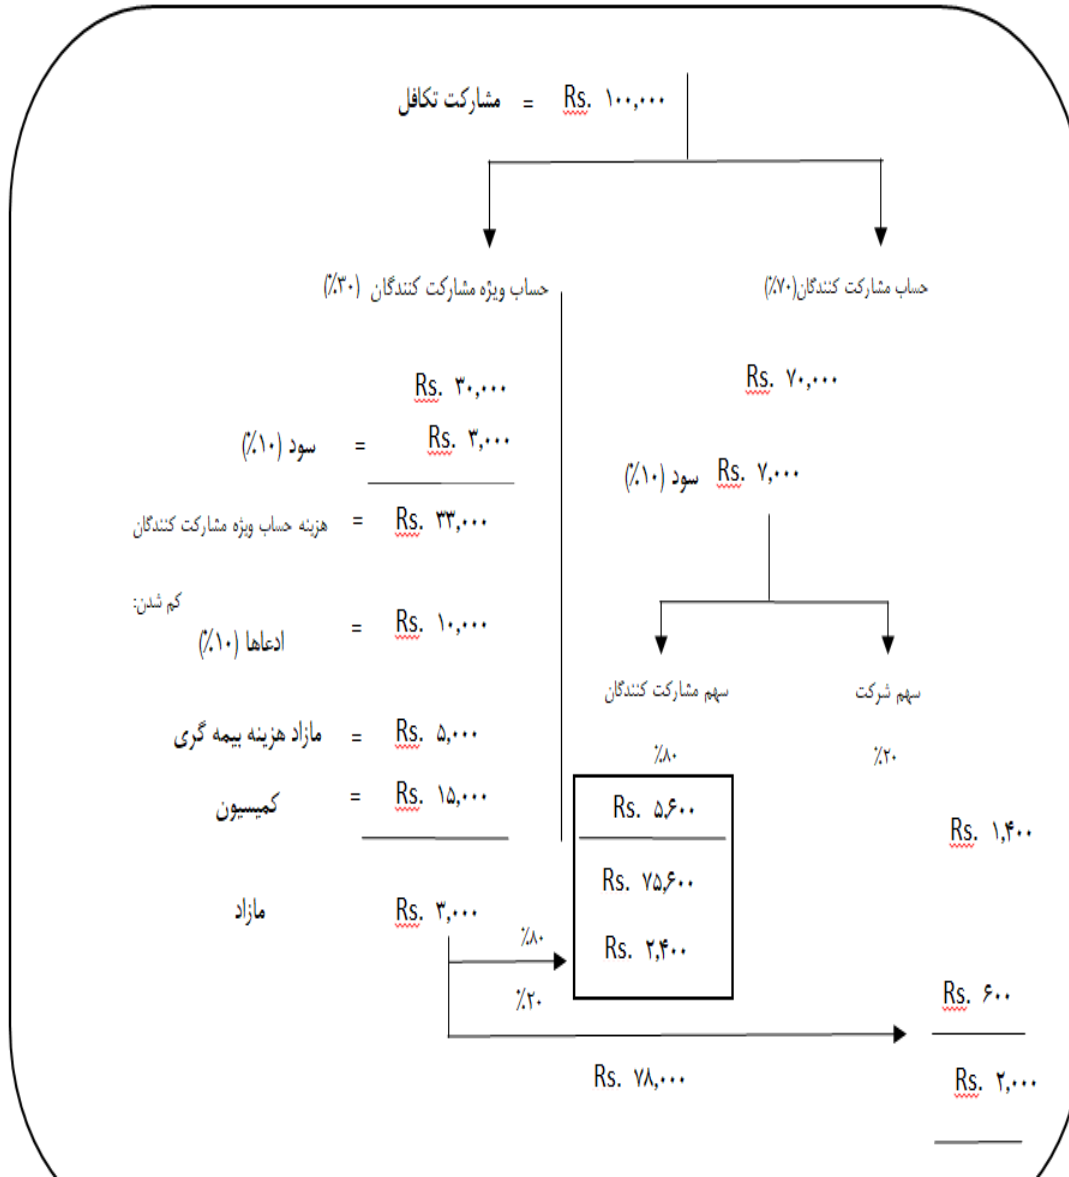 مشارکت تکافل = Rs. ۱۰۰,۰۰۰
حساب مشارکت کنندگان(۷۰٪)
حساب ویژه مشارکت کنندگان (۳۰٪)
Rs. ۷۰,۰۰۰
Rs. ۳۰,۰۰۰
سود (۱۰٪) = Rs. ۳,۰۰۰
سود (۱۰٪) Rs. ۷,۰۰۰
هزینه حساب ویژه مشارکت کنندگان = Rs. ۳۳,۰۰۰
کم شدن:
ادعاها (۱۰٪) = Rs. ۱۰,۰۰۰
سهم شرکت
سهم مشارکت کنندگان
مازاد هزینه بیمه گری = Rs. ۵,۰۰۰
٪۲۰
٪۸۰
کمیسیون = Rs. ۱۵,۰۰۰
Rs. ۵,۶۰۰
Rs. ۱,۴۰۰
Rs. ۷۵,۶۰۰
مازاد Rs. ۳,۰۰۰
٪۸۰
Rs. ۲,۴۰۰
٪۲۰
Rs. ۶۰۰
Rs. ۷۸,۰۰۰
Rs. ۲,۰۰۰